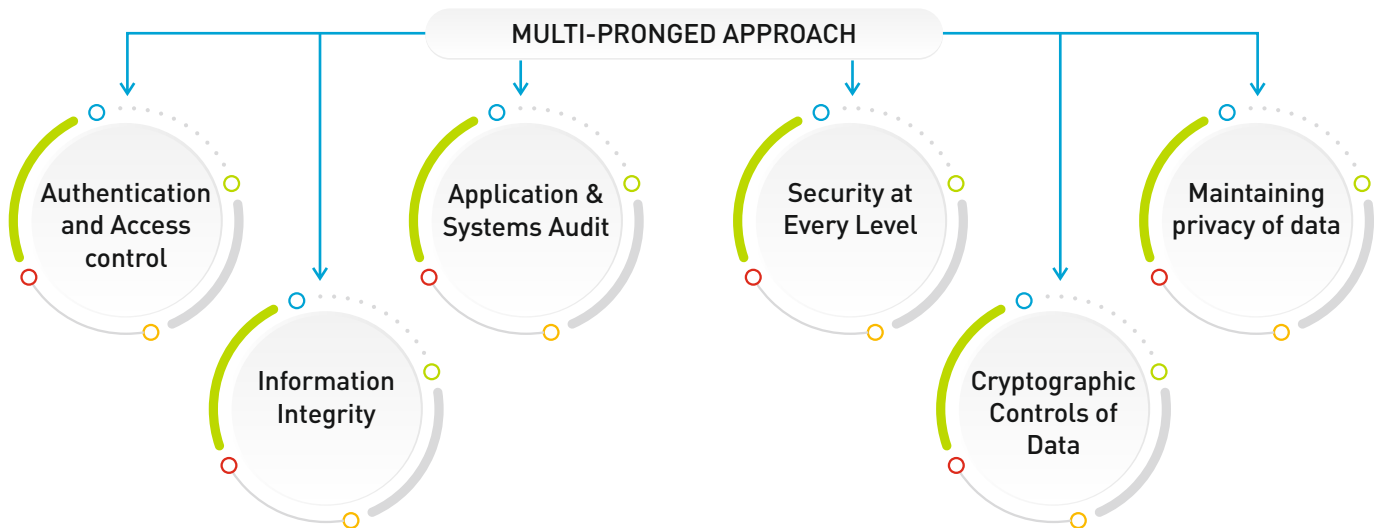 MULTI-PRONGED APPROACH
Authentication
and Access
control
Information
Integrity
Application &
Systems Audit
Security at
Every Level
Cryptographic
Controls of
Data
Maintaining
privacy of data